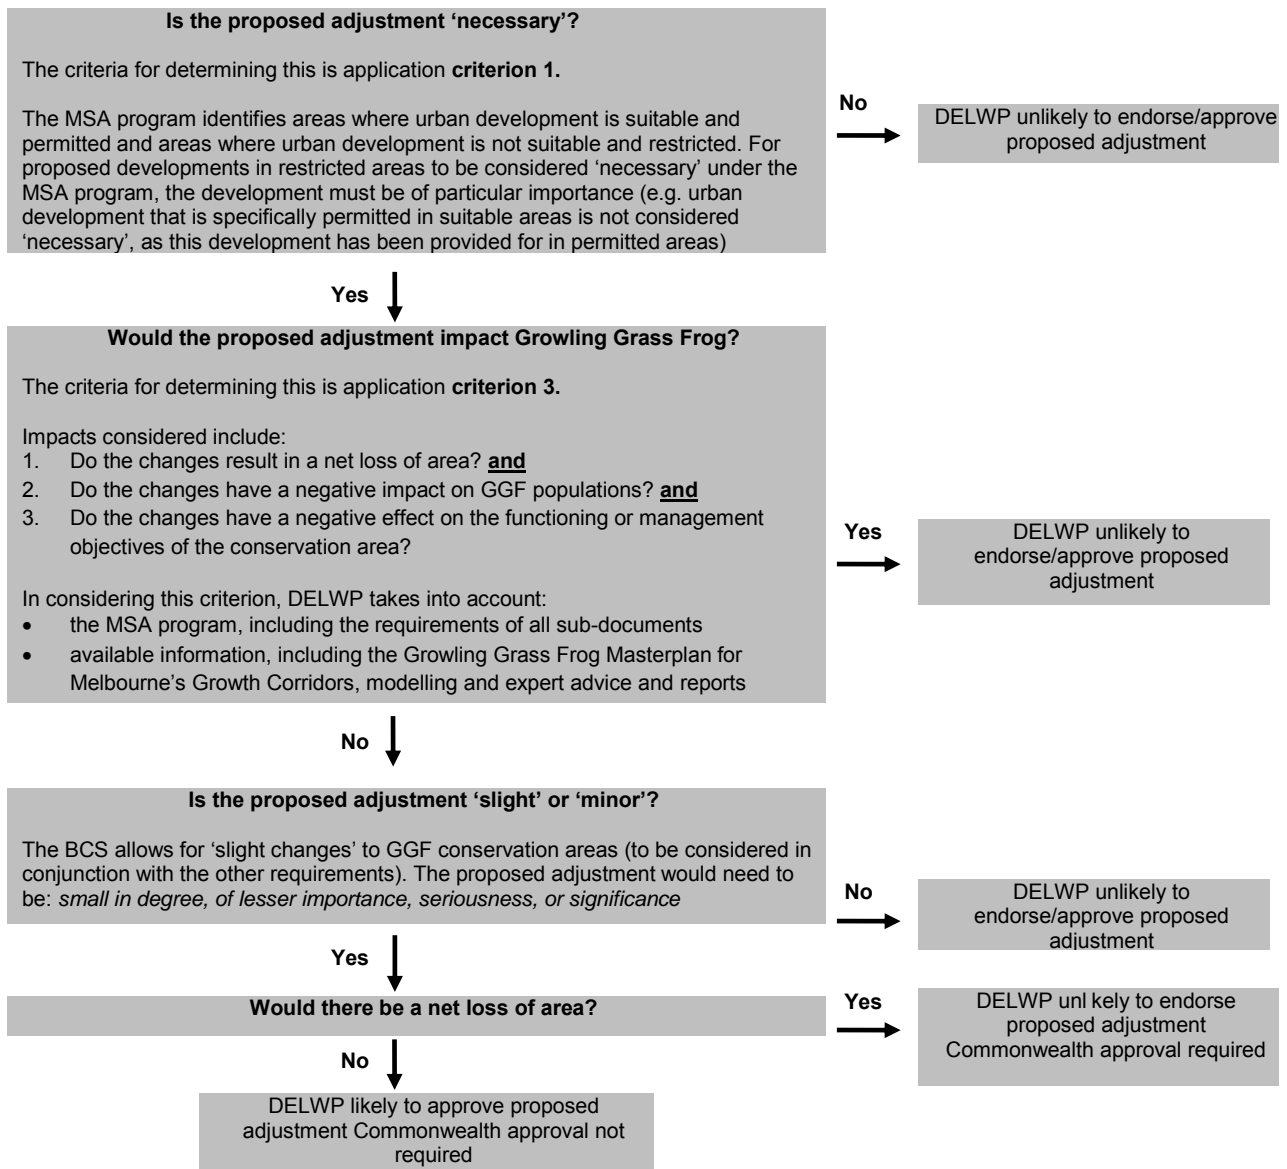 Is the proposed adjustment ‘necessary’?
The criteria for determining this is application criterion 1.
The MSA program identifies areas where urban development is suitable and
permitted and areas where urban development is not suitable and restricted. For
proposed developments in restricted areas to be considered ‘necessary’ under the
MSA program, the development must be of particular importance (e.g. urban
development that is specifically permitted in suitable areas is not considered
‘necessary’, as this development has been provided for in permitted areas)
No
DELWP unlikely to endorse/approve
proposed adjustment
Yes
Would the proposed adjustment impact Growling Grass Frog?
The criteria for determining this is application criterion 3.
Impacts considered include:
1. Do the changes result in a net loss of area? and
2. Do the changes have a negative impact on GGF populations? and
3. Do the changes have a negative effect on the functioning or management
objectives of the conservation area?
In considering this criterion, DELWP takes into account:
• the MSA program, including the requirements of all sub-documents
• available information, including the Growling Grass Frog Masterplan for
Melbourne’s Growth Corridors, modelling and expert advice and reports
Yes
DELWP unlikely to
endorse/approve proposed
adjustment
No
Is the proposed adjustment ‘slight’ or ‘minor’?
The BCS allows for ‘slight changes’ to GGF conservation areas (to be considered in
conjunction with the other requirements). The proposed adjustment would need to
be: small in degree, of lesser importance, seriousness, or significance
No
DELWP unlikely to
endorse/approve proposed
adjustment
Yes
Would there be a net loss of area?
Yes
DELWP unl kely to endorse
proposed adjustment
Commonwealth approval required
No
DELWP likely to approve proposed
adjustment Commonwealth approval not
required